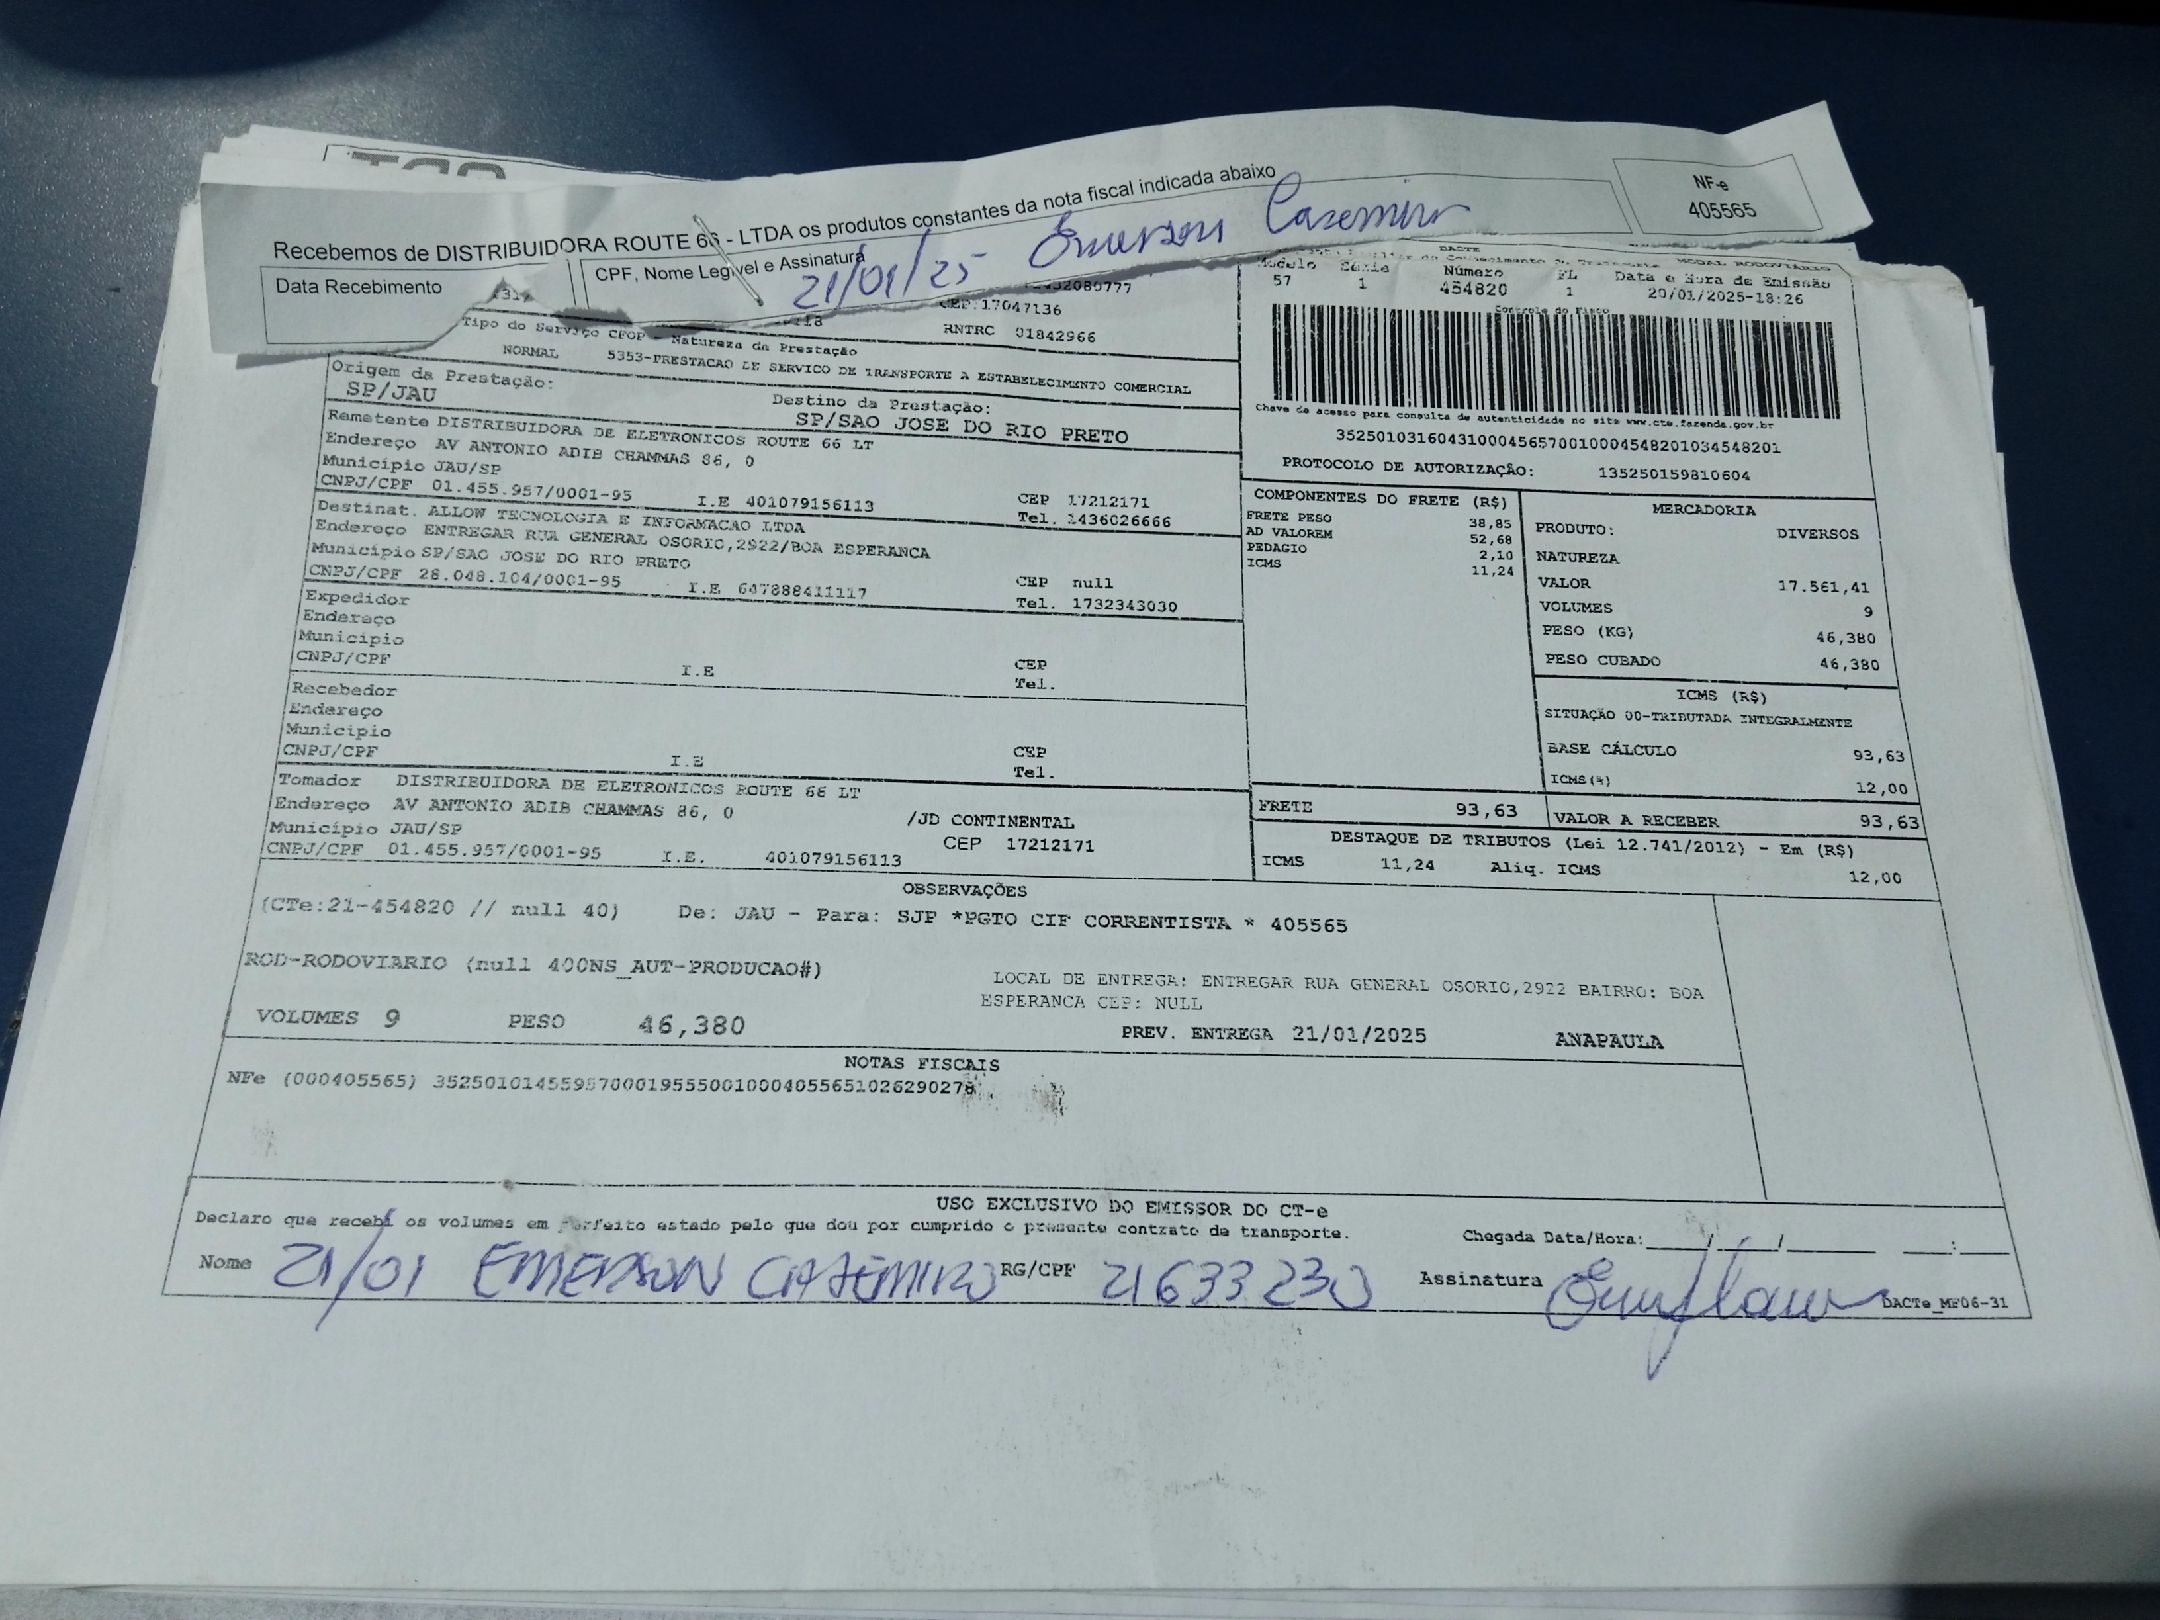 Recebemos de DISTRIBUIDORA ROUTE 66 - LTDA os produtos constantes da nota fiscal indicada abaixo
NF-e
405565
Data Recebimento
CPF, Nome Legível e Assinatura
21/01/25 Emerson Casemiro
CEP:17047136
RNTRC 01842966
DACTE
MODAL RODOVIÁRIO
Modelo Série Número FL Data e Hora de Emissão
57 1 454820 1 20/01/2025-18:26
Controle do Fisco
Tipo do Serviço CFOP - Natureza da Prestação
NORMAL 5353-PRESTACAO DE SERVICO DE TRANSPORTE A ESTABELECIMENTO COMERCIAL
Origem da Prestação:
SP/JAU
Destino da Prestação:
SP/SAO JOSE DO RIO PRETO
Chave de acesso para consulta de autenticidade no site www.cte.fazenda.gov.br
35250103160431000456570010004548201034548201
PROTOCOLO DE AUTORIZAÇÃO: 135250159810604
Remetente DISTRIBUIDORA DE ELETRONICOS ROUTE 66 LT
Endereço AV ANTONIO ADIB CHAMMAS 86, 0
Município JAU/SP
CNPJ/CPF 01.455.957/0001-95 I.E 401079156113
CEP 17212171
Tel. 1436026666
Destinat. ALLOW TECNOLOGIA E INFORMACAO LTDA
Endereço ENTREGAR RUA GENERAL OSORIO,2922/BOA ESPERANCA
Município SP/SAO JOSE DO RIO PRETO
CNPJ/CPF 28.048.104/0001-95 I.E 647888411117
CEP null
Tel. 1732343030
Expedidor
Endereço
Município
CNPJ/CPF I.E
CEP
Tel.
Recebedor
Endereço
Município
CNPJ/CPF I.E
CEP
Tel.
Tomador DISTRIBUIDORA DE ELETRONICOS ROUTE 66 LT
Endereço AV ANTONIO ADIB CHAMMAS 86, 0 /JD CONTINENTAL
Município JAU/SP CEP 17212171
CNPJ/CPF 01.455.957/0001-95 I.E. 401079156113
COMPONENTES DO FRETE (R$)
FRETE PESO 38,85
AD VALOREM 52,68
PEDAGIO 2,10
ICMS 11,24
MERCADORIA
PRODUTO: DIVERSOS
NATUREZA
VALOR 17.561,41
VOLUMES 9
PESO (KG) 46,380
PESO CUBADO 46,380
ICMS (R$)
SITUAÇÃO 00-TRIBUTADA INTEGRALMENTE
BASE CÁLCULO 93,63
ICMS(%) 12,00
FRETE 93,63 VALOR A RECEBER 93,63
DESTAQUE DE TRIBUTOS (Lei 12.741/2012) - Em (R$)
ICMS 11,24 Aliq. ICMS 12,00
OBSERVAÇÕES
(CTe:21-454820 // null 40) De: JAU - Para: SJP *PGTO CIF CORRENTISTA * 405565
ROD-RODOVIARIO (null 400NS_AUT-PRODUCAO#)
LOCAL DE ENTREGA: ENTREGAR RUA GENERAL OSORIO,2922 BAIRRO: BOA
ESPERANCA CEP: NULL
VOLUMES 9 PESO 46,380
PREV. ENTREGA 21/01/2025 ANAPAULA
NOTAS FISCAIS
NFe (000405565) 35250101455957000195550010004055651026290278
USO EXCLUSIVO DO EMISSOR DO CT-e
Declaro que recebi os volumes em perfeito estado pelo que dou por cumprido o presente contrato de transporte.
Chegada Data/Hora:____/____/____ __:__
Nome 21/01 EMERSON CASEMIRO RG/CPF 21633230 Assinatura
DACTe_MF06-31